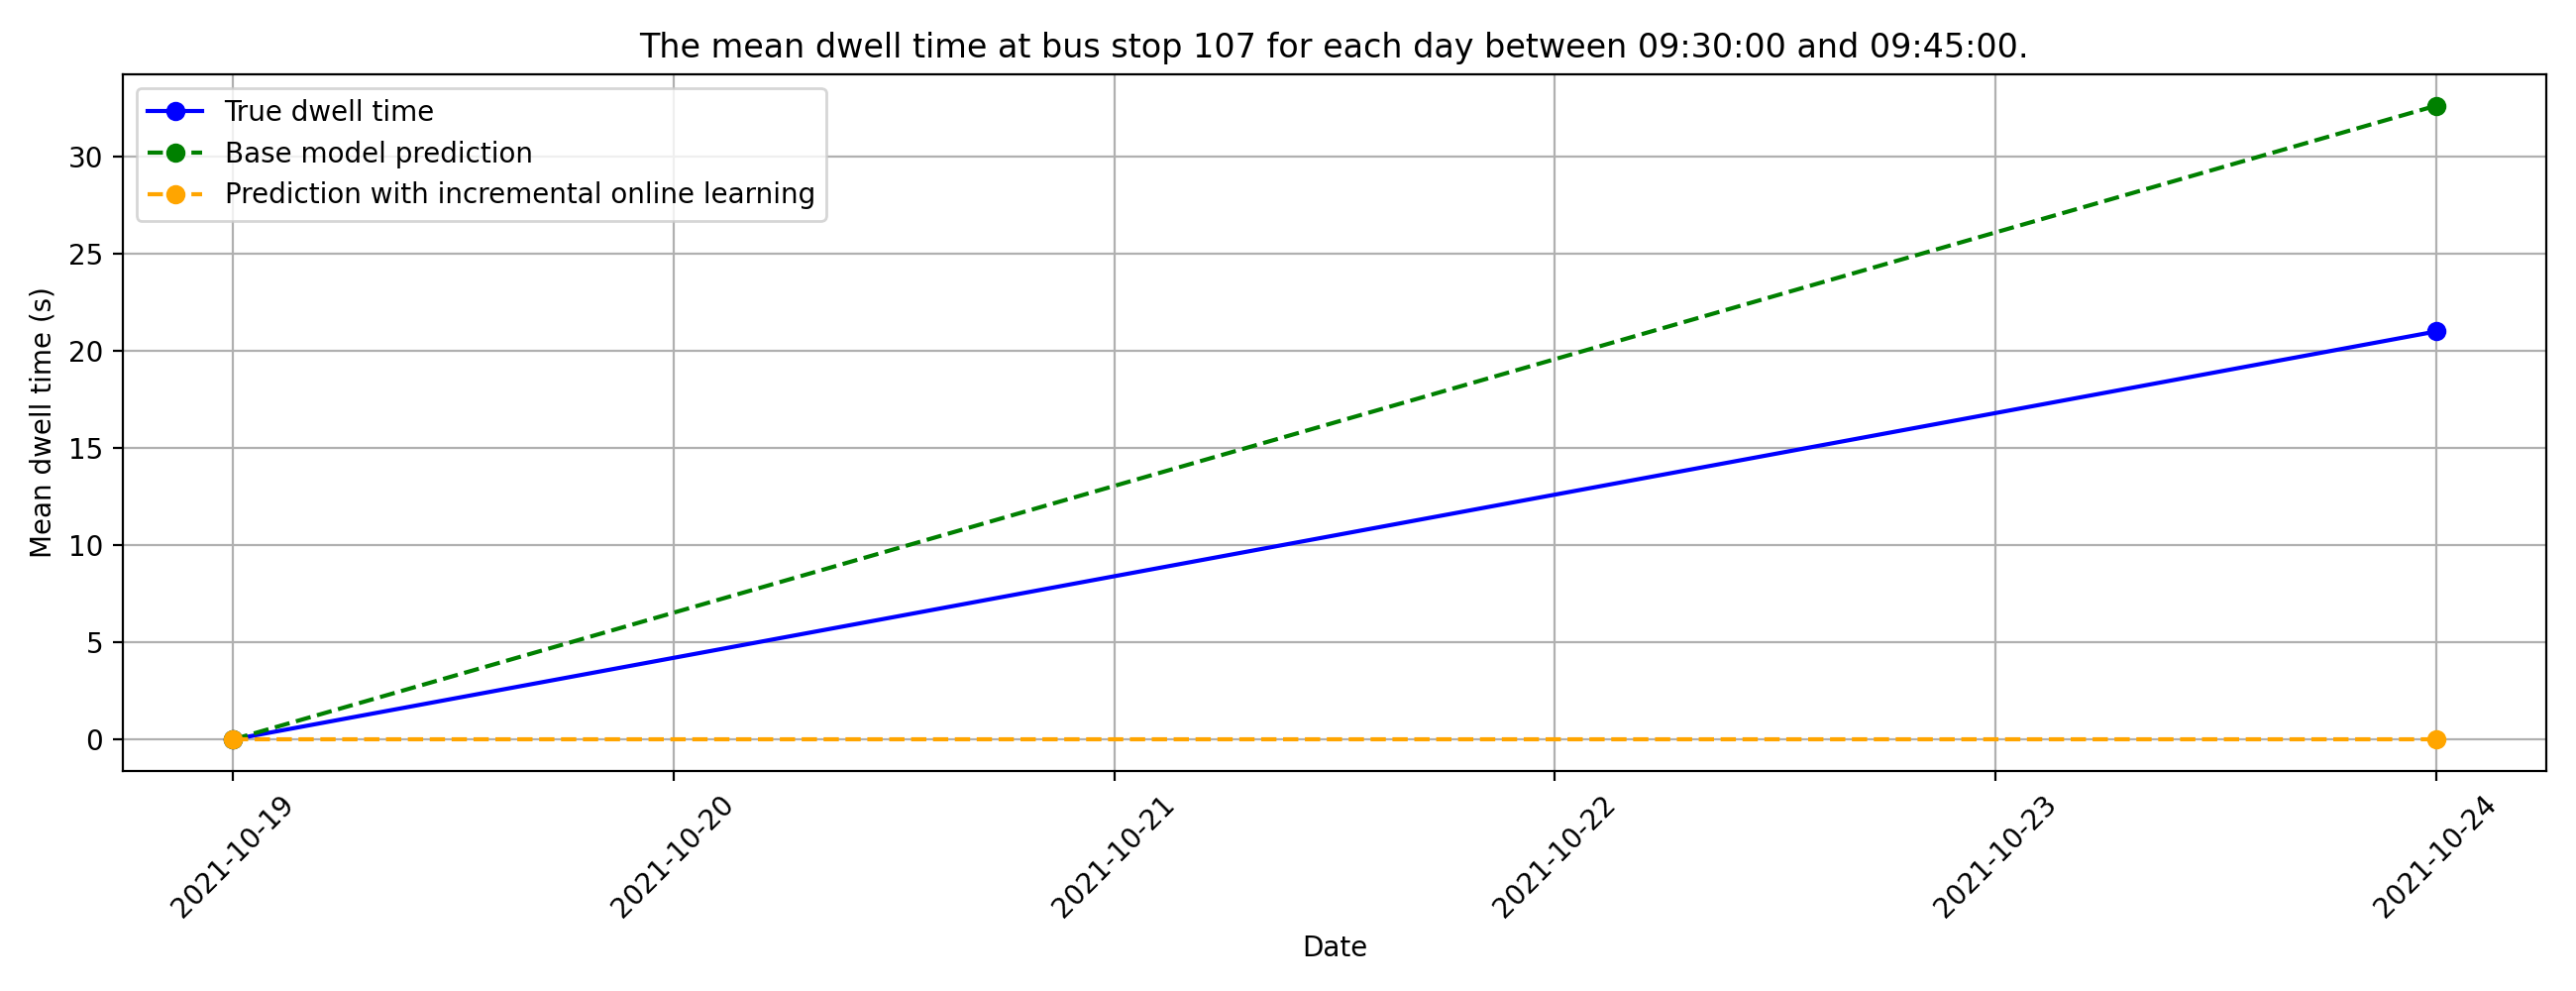 The mean dwell time at bus stop 107 for each day between 09:30:00 and 09:45:00.
True dwell time
Base model prediction
Prediction with incremental online learning
Mean dwell time (s)
30
25
20
15
10
5
0
2021-10-19
2021-10-20
2021-10-21
2021-10-22
2021-10-23
2021-10-24
Date